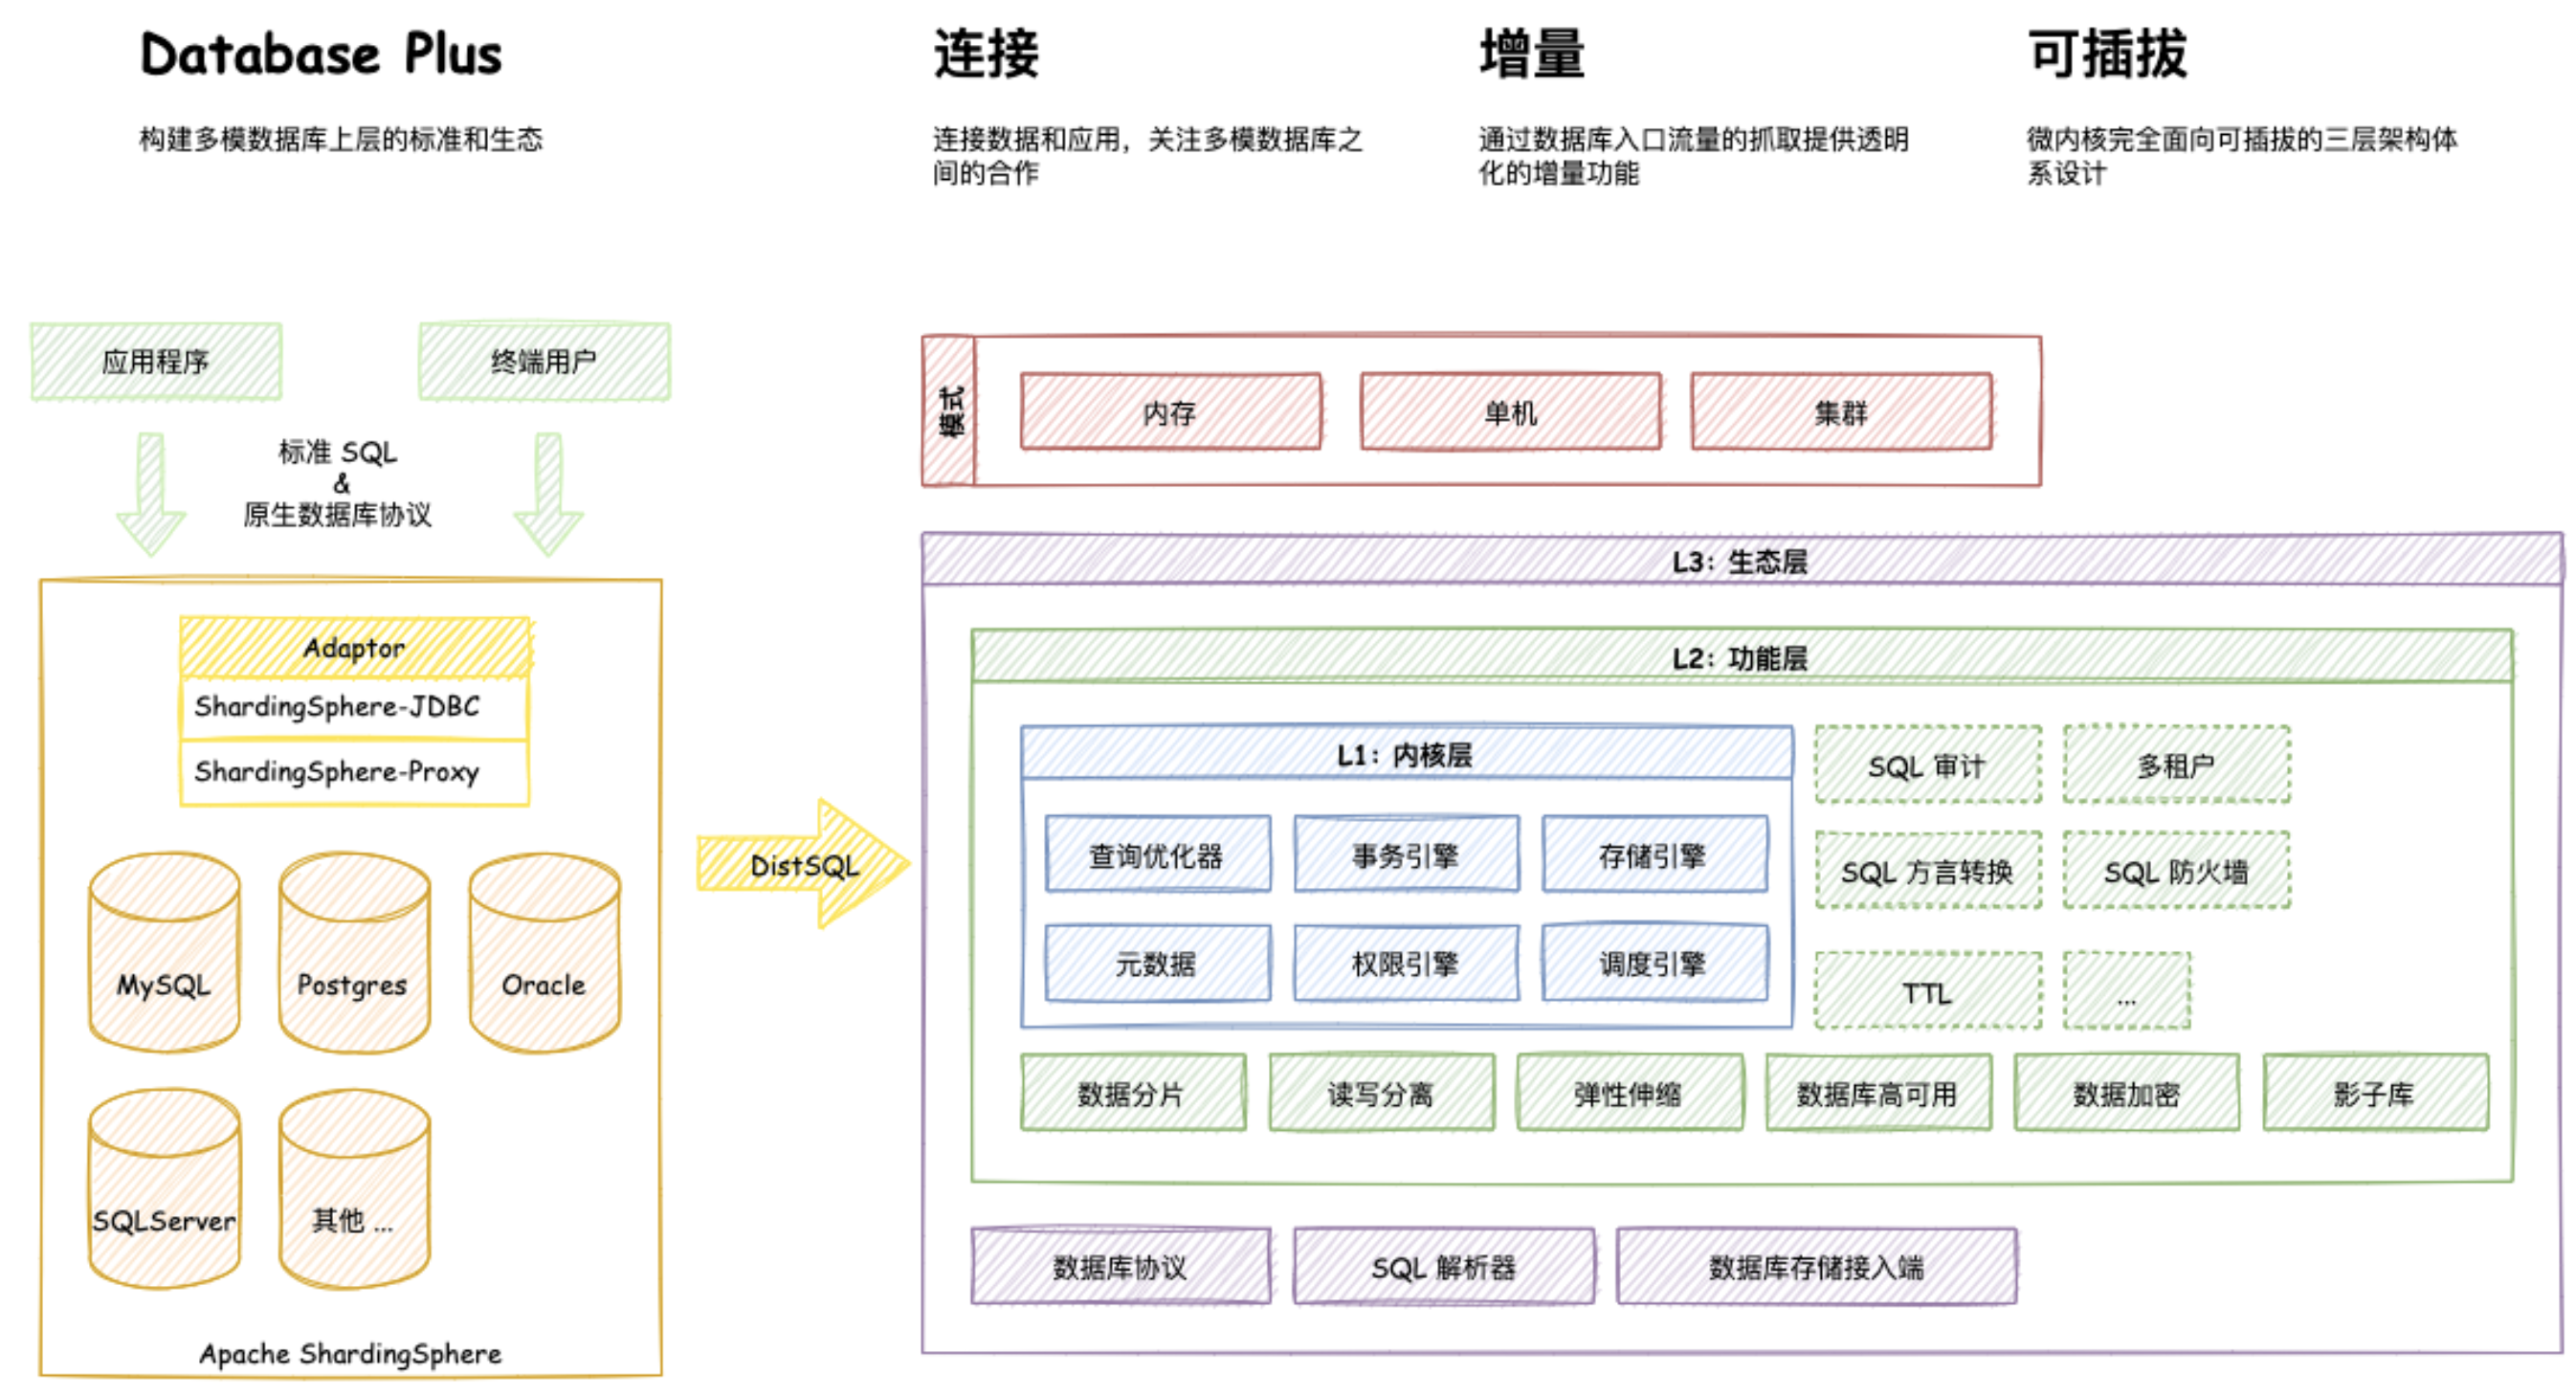 Database Plus
构建多模数据库上层的标准和生态
连接
连接数据和应用，关注多模数据库之
间的合作
增量
通过数据库入口流量的抓取提供透明
化的增量功能
可插拔
微内核完全面向可插拔的三层架构体
系设计
应用程序
终端用户
标准 SQL
&
原生数据库协议
Adaptor
ShardingSphere-JDBC
ShardingSphere-Proxy
MySQL
Postgres
Oracle
SQLServer
其他 ...
Apache ShardingSphere
DistSQL
模式
内存
单机
集群
L3：生态层
L2：功能层
L1：内核层
查询优化器
事务引擎
存储引擎
元数据
权限引擎
调度引擎
SQL 审计
多租户
SQL 方言转换
SQL 防火墙
TTL
...
数据分片
读写分离
弹性伸缩
数据库高可用
数据加密
影子库
数据库协议
SQL 解析器
数据库存储接入端